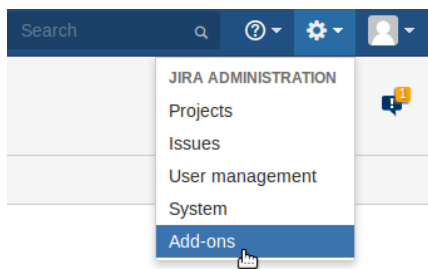 Search
JIRA ADMINISTRATION
1
Projects
Issues
User management
System
Add-ons